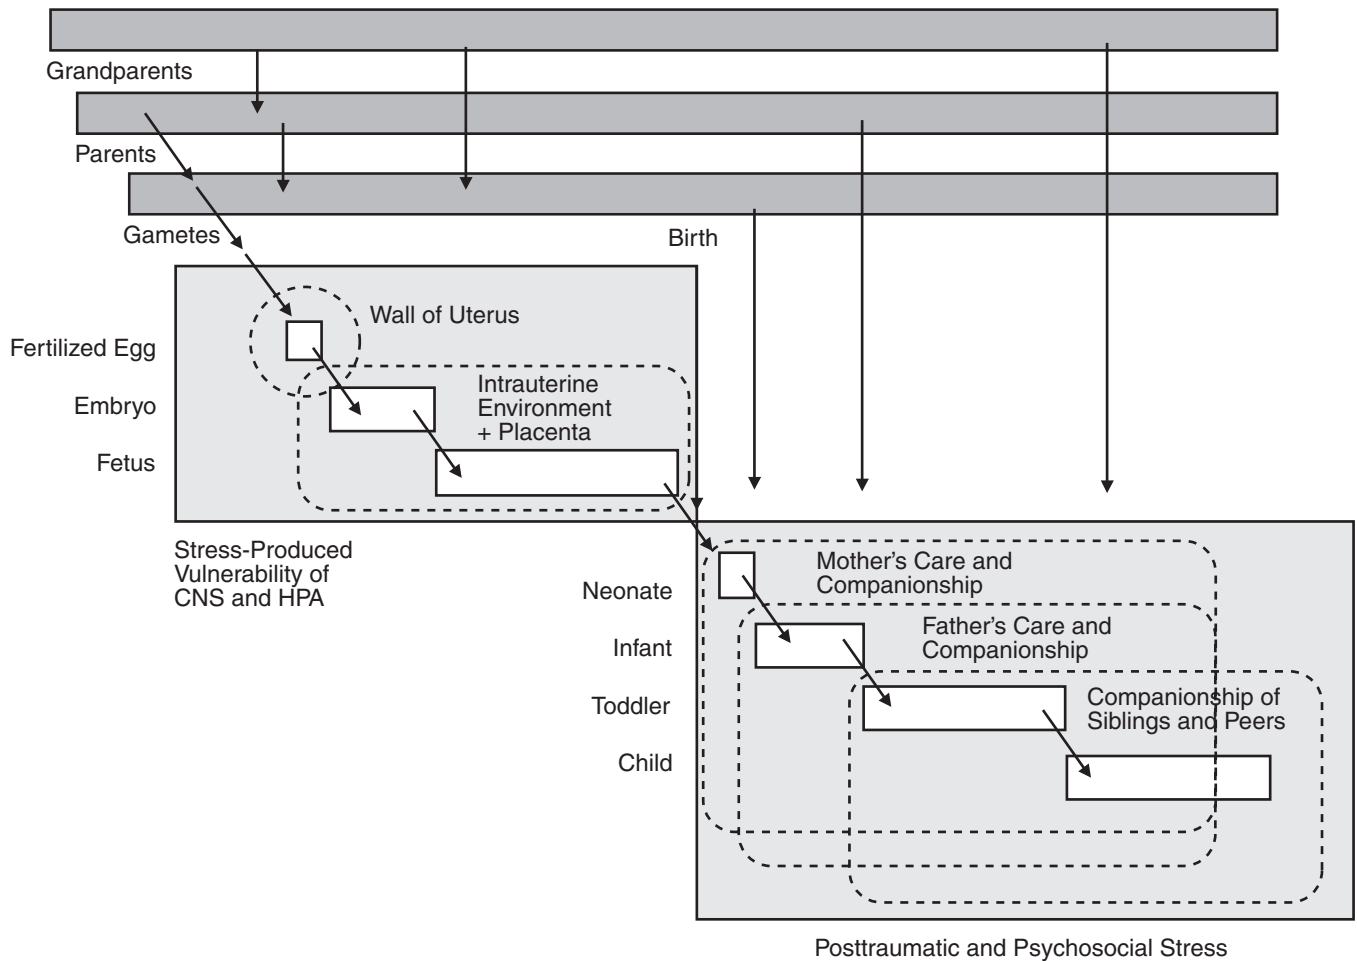 Grandparents
Parents
Gametes
Birth
Wall of Uterus
Fertilized Egg
Intrauterine
Environment
+ Placenta
Embryo
Fetus
Stress-Produced
Vulnerability of
CNS and HPA
Mother’s Care and
Companionship
Neonate
Father’s Care and
Companionship
Infant
Companionship of
Siblings and Peers
Toddler
Child
Posttraumatic and Psychosocial Stress